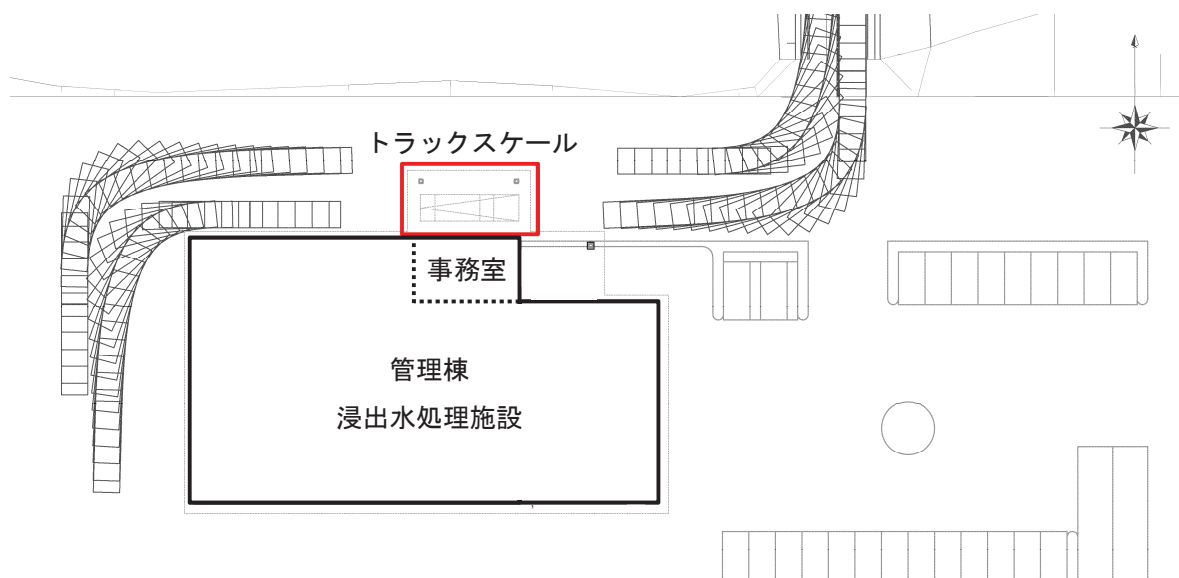 トラックスケール
事務室
管理棟
浸出水処理施設